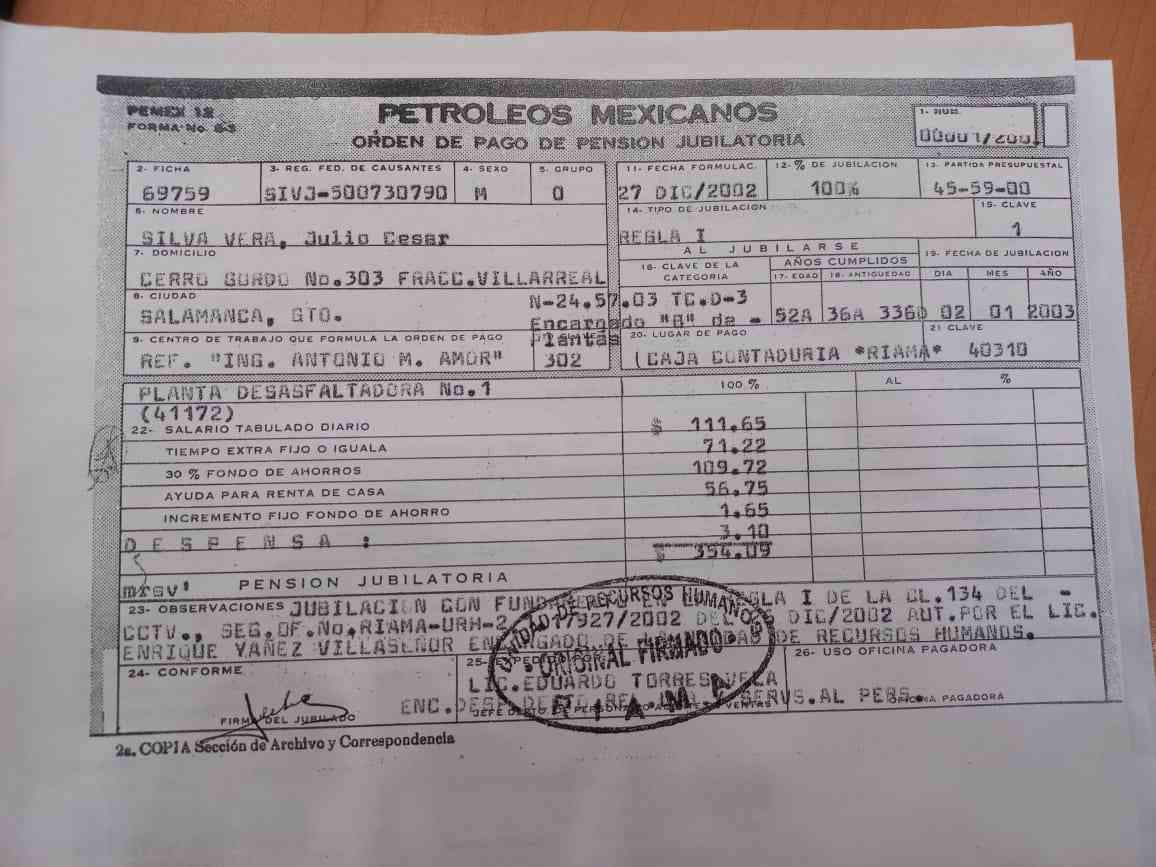 PEMEX 12
FORMA No. 6-3
PETROLEOS MEXICANOS
ORDEN DE PAGO DE PENSION JUBILATORIA
1- NUM.
2- FICHA
69759
3- REG. FED. DE CAUSANTES
SIVJ-500730790
4- SEXO
M
5. GRUPO
0
11- FECHA FORMULAC.
27 DIC/2002
12- % DE JUBILACION
100%
13- PARTIDA PRESUPUESTAL
45-59-00
6- NOMBRE
SILVA VERA, Julio Cesar
14- TIPO DE JUBILACION
REGLA I
15- CLAVE
1
7- DOMICILIO
CERRO GORDO No.303 FRACC.VILLARREAL
AL JUBILARSE
16- CLAVE DE LA CATEGORIA
AÑOS CUMPLIDOS
17- EDAD
18- ANTIGUEDAD
19- FECHA DE JUBILACION
DIA MES AÑO
8- CIUDAD
SALAMANCA, GTO.
N-24.57.03 TC.D-3
Encargado "B" de -
Plantas
52A
36A 336D
02 01 2003
9- CENTRO DE TRABAJO QUE FORMULA LA ORDEN DE PAGO
REF. "ING. ANTONIO M. AMOR"
302
20- LUGAR DE PAGO
(CAJA CONTADURIA *RIAMA*
21 CLAVE
40310
PLANTA DESASFALTADORA No.1
(41172)
100 %
AL %
22- SALARIO TABULADO DIARIO $ 111.65
TIEMPO EXTRA FIJO O IGUALA 71.22
30 % FONDO DE AHORROS 109.72
AYUDA PARA RENTA DE CASA 56.75
INCREMENTO FIJO FONDO DE AHORRO 1.65
D E S P E N S A : 3.10
$ 354.09
mrsv'
PENSION JUBILATORIA
23- OBSERVACIONES JUBILACION CON EN REGLA I DE LA CL.134 DEL -
CCTV., SEG.OF.No.RIAMA-URH-2 017927/2002 DEL DIC/2002 AUT.POR EL LIC.
ENRIQUE YAÑEZ VILLASEÑOR DE DE RECURSOS HUMANOS.
UNIDAD DE RECURSOS HUMANOS
ORIGINAL FIRMADO
R I A M A
24- CONFORME
FIRMA DEL JUBILADO
LIC.EDUARDO TORRES VELA
SERVS.AL PERS.
26- USO OFICINA PAGADORA
OFICINA PAGADORA
2a. COPIA Sección de Archivo y Correspondencia